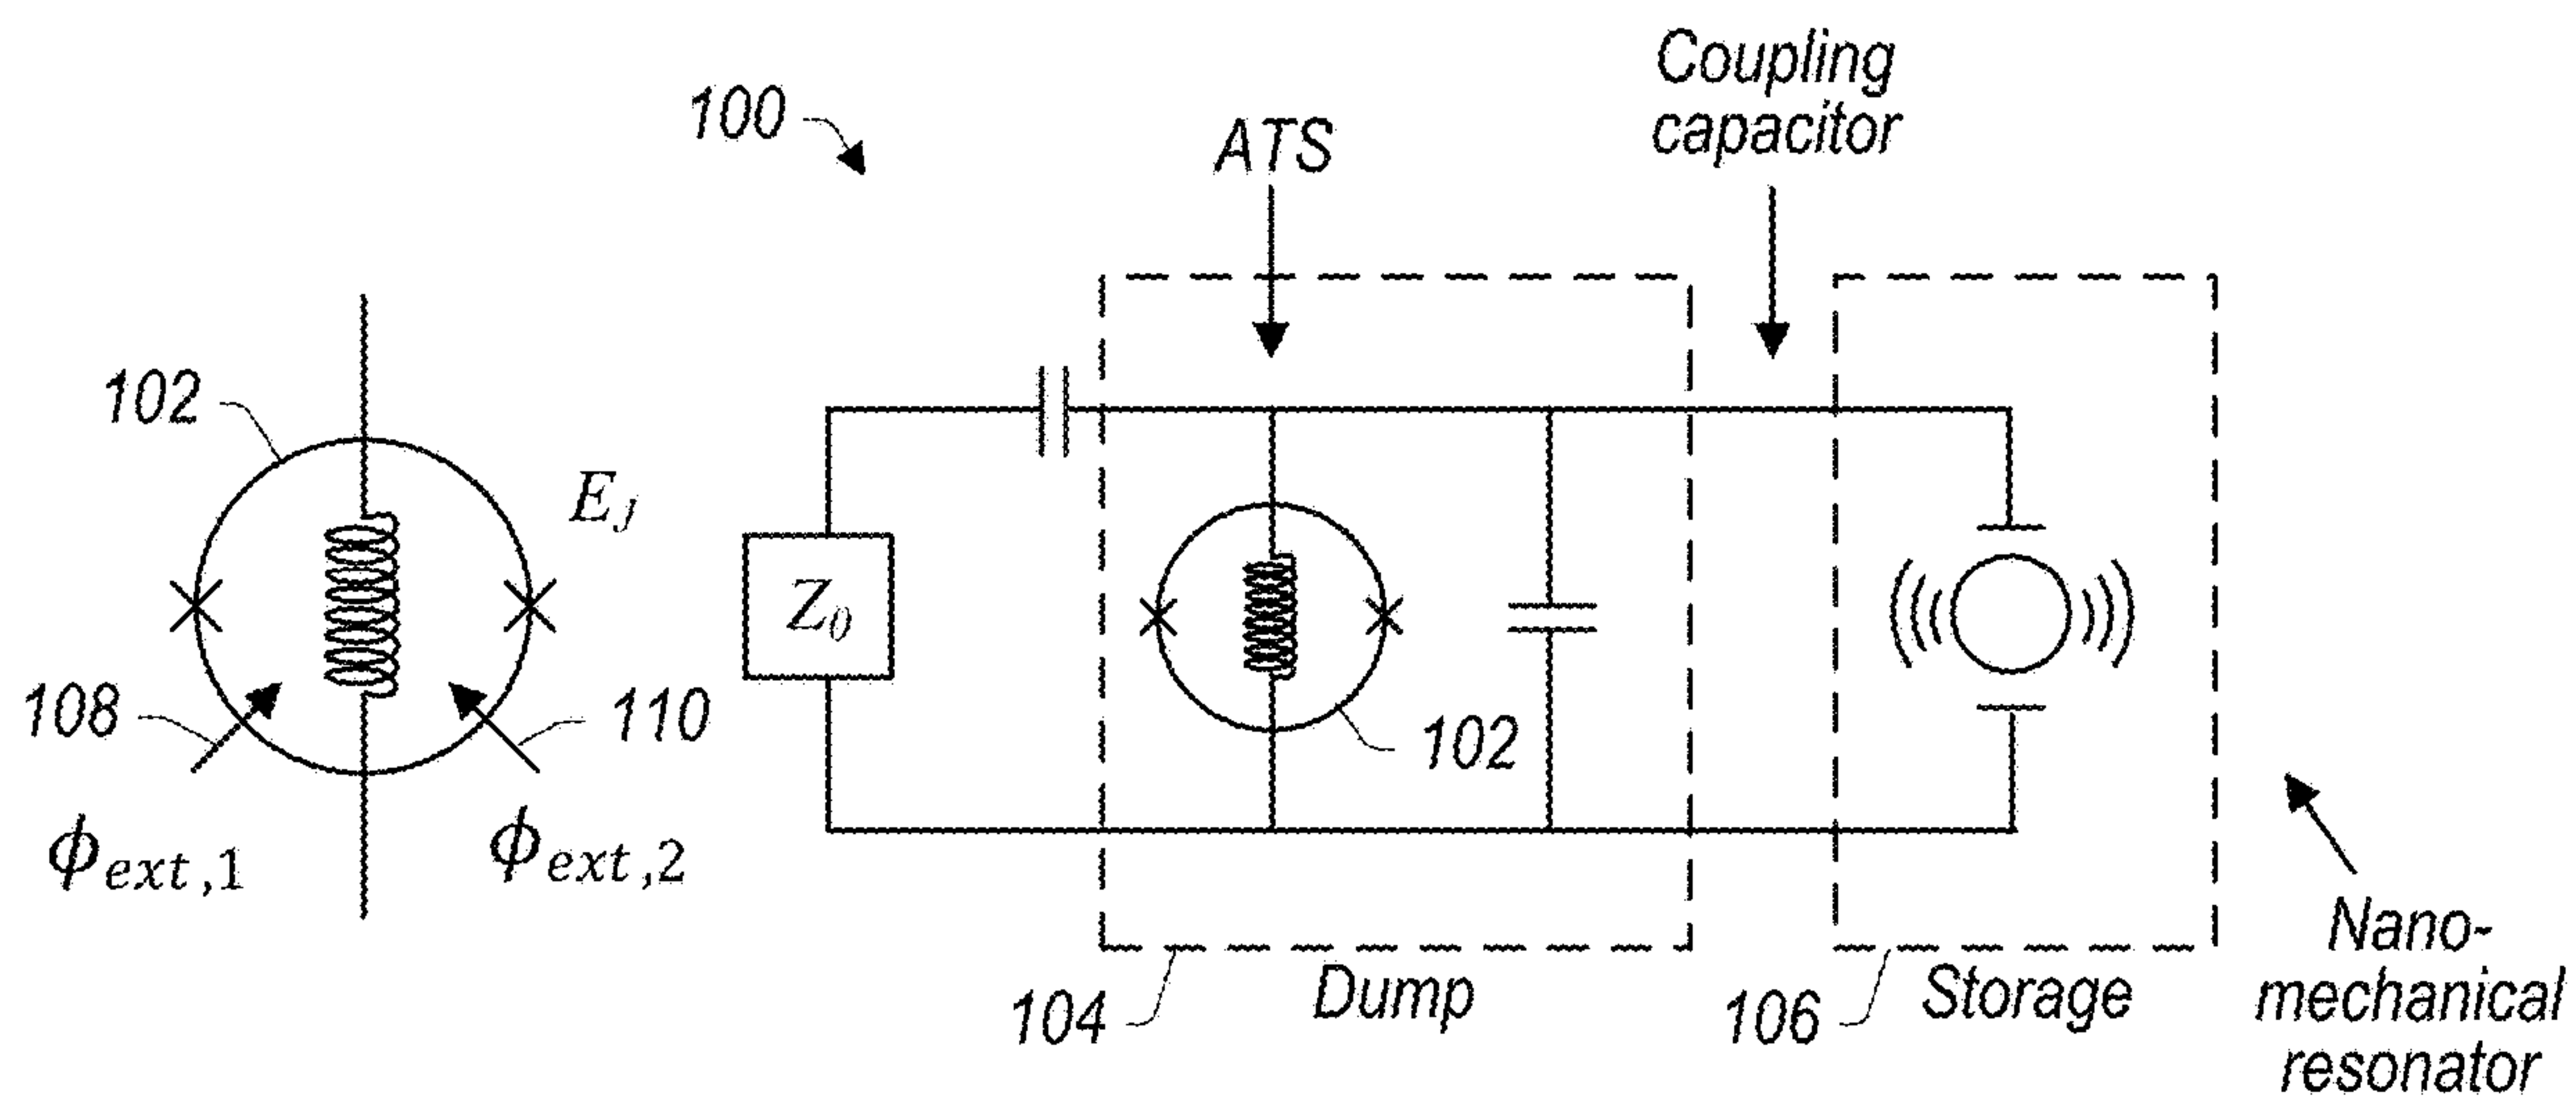 100
ATS
Coupling
capacitor
102
E_J
108
110
ϕ_ext,1
ϕ_ext,2
Z_0
102
104
Dump
106
Storage
Nano-
mechanical
resonator